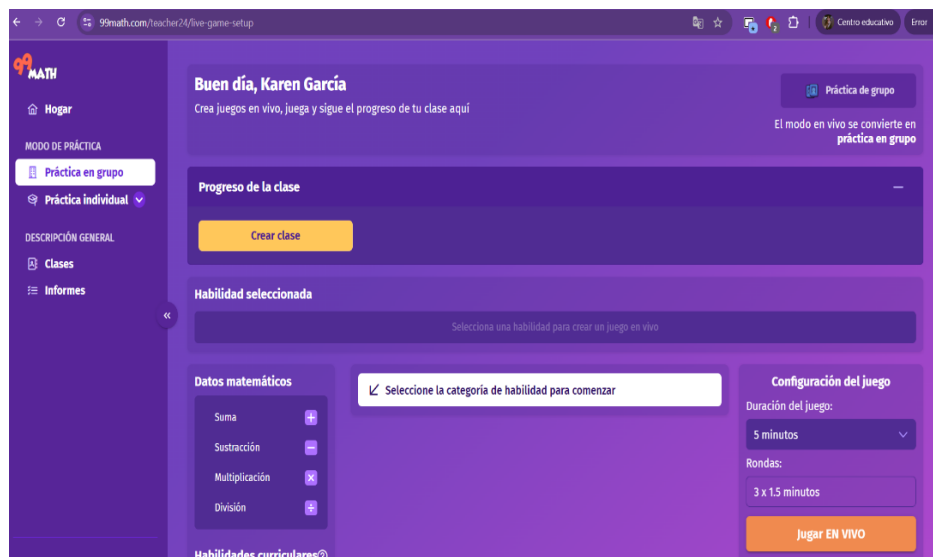 99math.com/teacher24/live-game-setup
Centro educativo
Error
99
MATH
Hogar
MODO DE PRÁCTICA
Práctica en grupo
Práctica individual
DESCRIPCIÓN GENERAL
Clases
Informes
Buen día, Karen García
Crea juegos en vivo, juega y sigue el progreso de tu clase aquí
Práctica de grupo
El modo en vivo se convierte en
práctica en grupo
Progreso de la clase
Crear clase
Habilidad seleccionada
Selecciona una habilidad para crear un juego en vivo
Datos matemáticos
Suma +
Sustracción −
Multiplicación ×
División ÷
Habilidades curriculares
Seleccione la categoría de habilidad para comenzar
Configuración del juego
Duración del juego:
5 minutos
Rondas:
3 x 1.5 minutos
Jugar EN VIVO